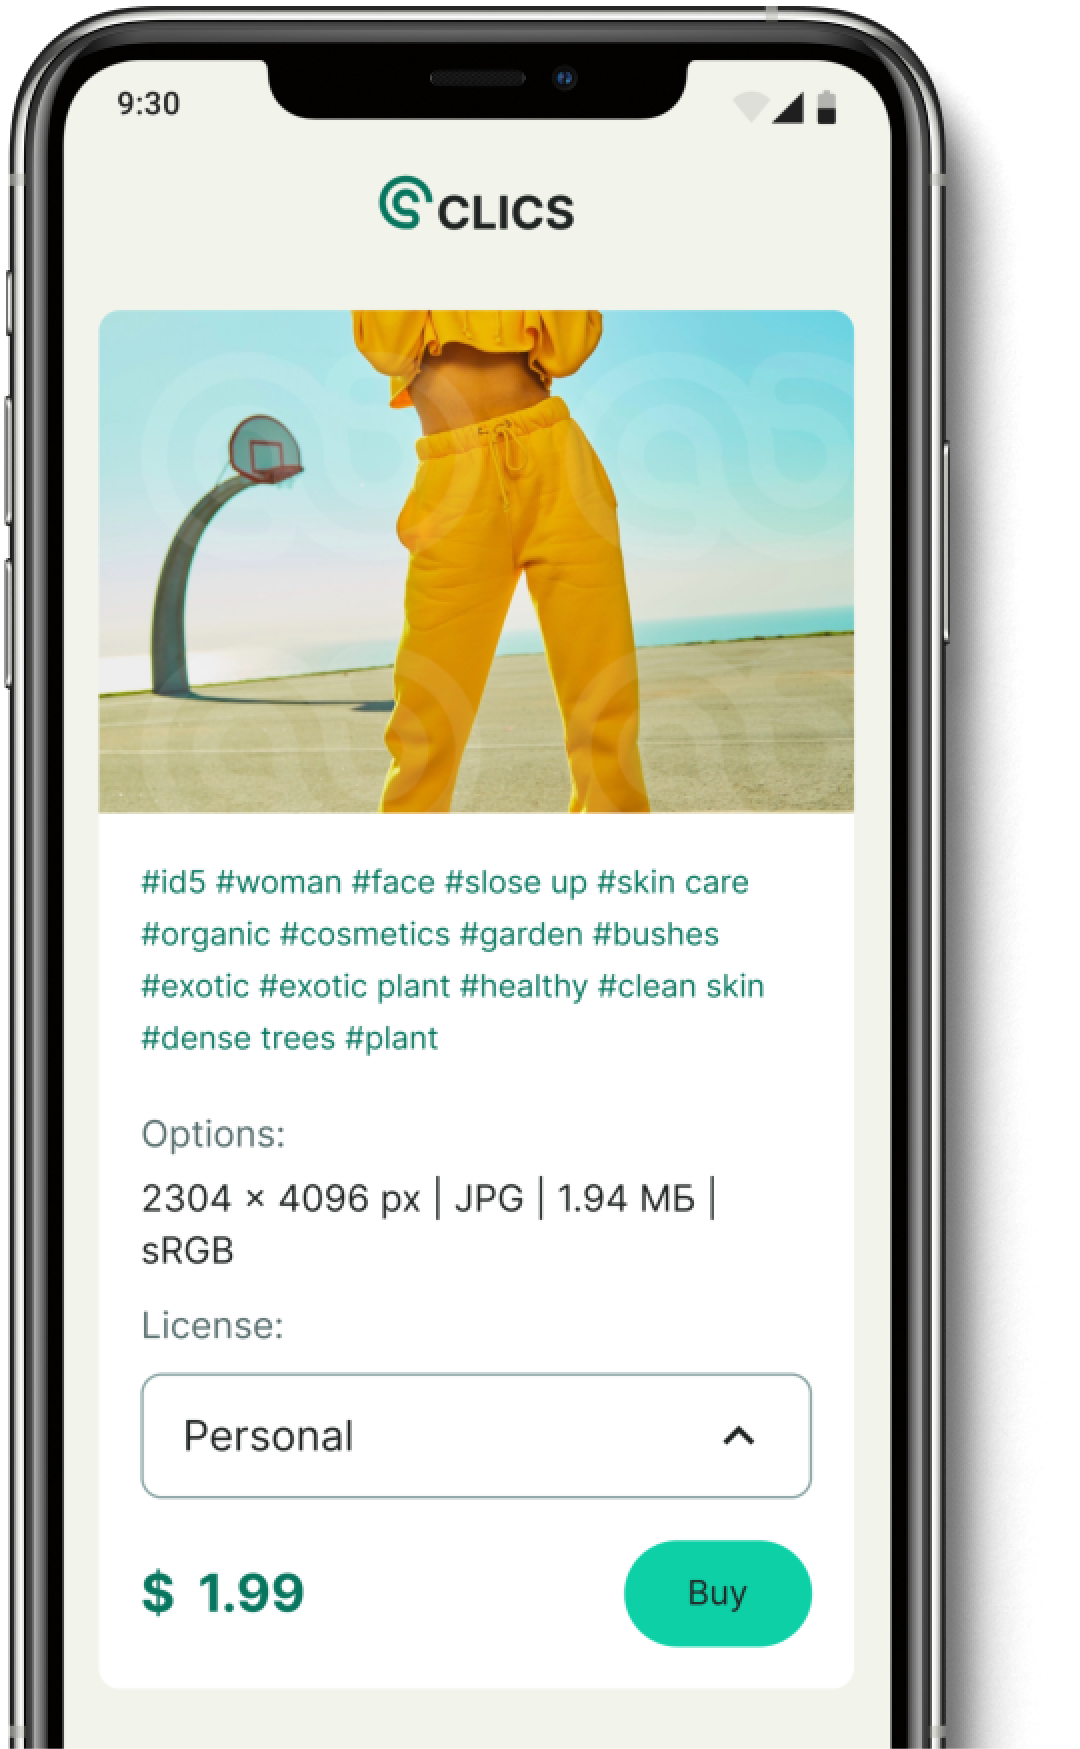 9:30
CLICS
#id5 #woman #face #slose up #skin care
#organic #cosmetics #garden #bushes
#exotic #exotic plant #healthy #clean skin
#dense trees #plant
Options:
2304 × 4096 px | JPG | 1.94 МБ |
sRGB
License:
Personal
$ 1.99
Buy